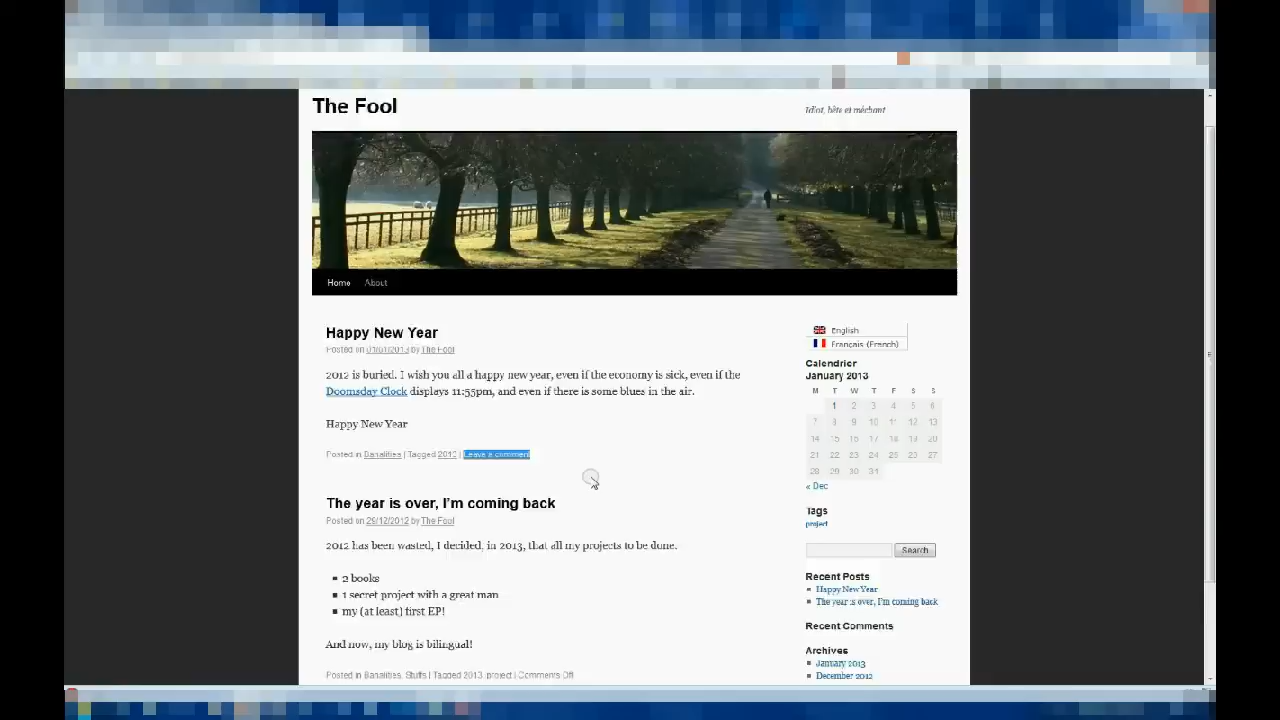 The Fool
Idiot, bête et méchant
Home About
Happy New Year
Posted on 01/01/2013 by The Fool
2012 is buried. I wish you all a happy new year, even if the economy is sick, even if the
Doomsday Clock displays 11:55pm, and even if there is some blues in the air.
Happy New Year
Posted in Banalities | Tagged 2013 | Leave a comment
The year is over, I'm coming back
Posted on 29/12/2012 by The Fool
2012 has been wasted, I decided, in 2013, that all my projects to be done.
2 books
1 secret project with a great man
my (at least) first EP!
And now, my blog is bilingual!
Posted in Banalities, Stuffs | Tagged 2013, project | Comments Off
English
Français (French)
Calendrier
January 2013
M T W T F S S
1 2 3 4 5 6
7 8 9 10 11 12 13
14 15 16 17 18 19 20
21 22 23 24 25 26 27
28 29 30 31
« Dec
Tags
project
Search
Recent Posts
Happy New Year
The year is over, I'm coming back
Recent Comments
Archives
January 2013
December 2012